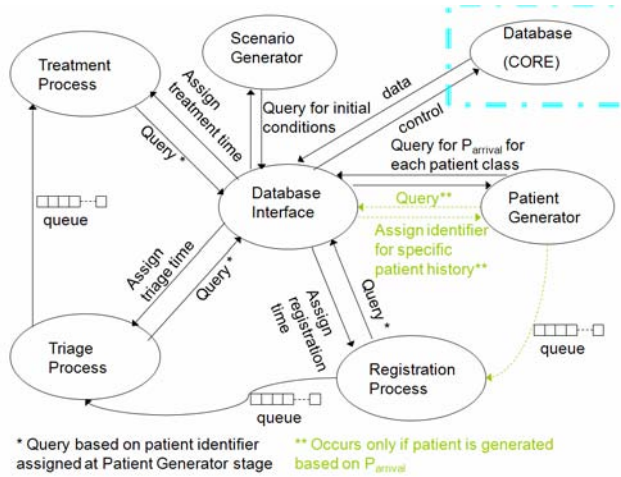 Treatment
Process
Scenario
Generator
Database
(CORE)
Assign
treatment time
Query *
Query for initial
conditions
data
control
Query for Parrival for
each patient class
queue
Database
Interface
Query**
Assign identifier
for specific
patient history**
Patient
Generator
Assign
triage time
Query *
Assign
registration
time
Query *
queue
Triage
Process
Registration
Process
queue
* Query based on patient identifier
assigned at Patient Generator stage
** Occurs only if patient is generated
based on Parrival